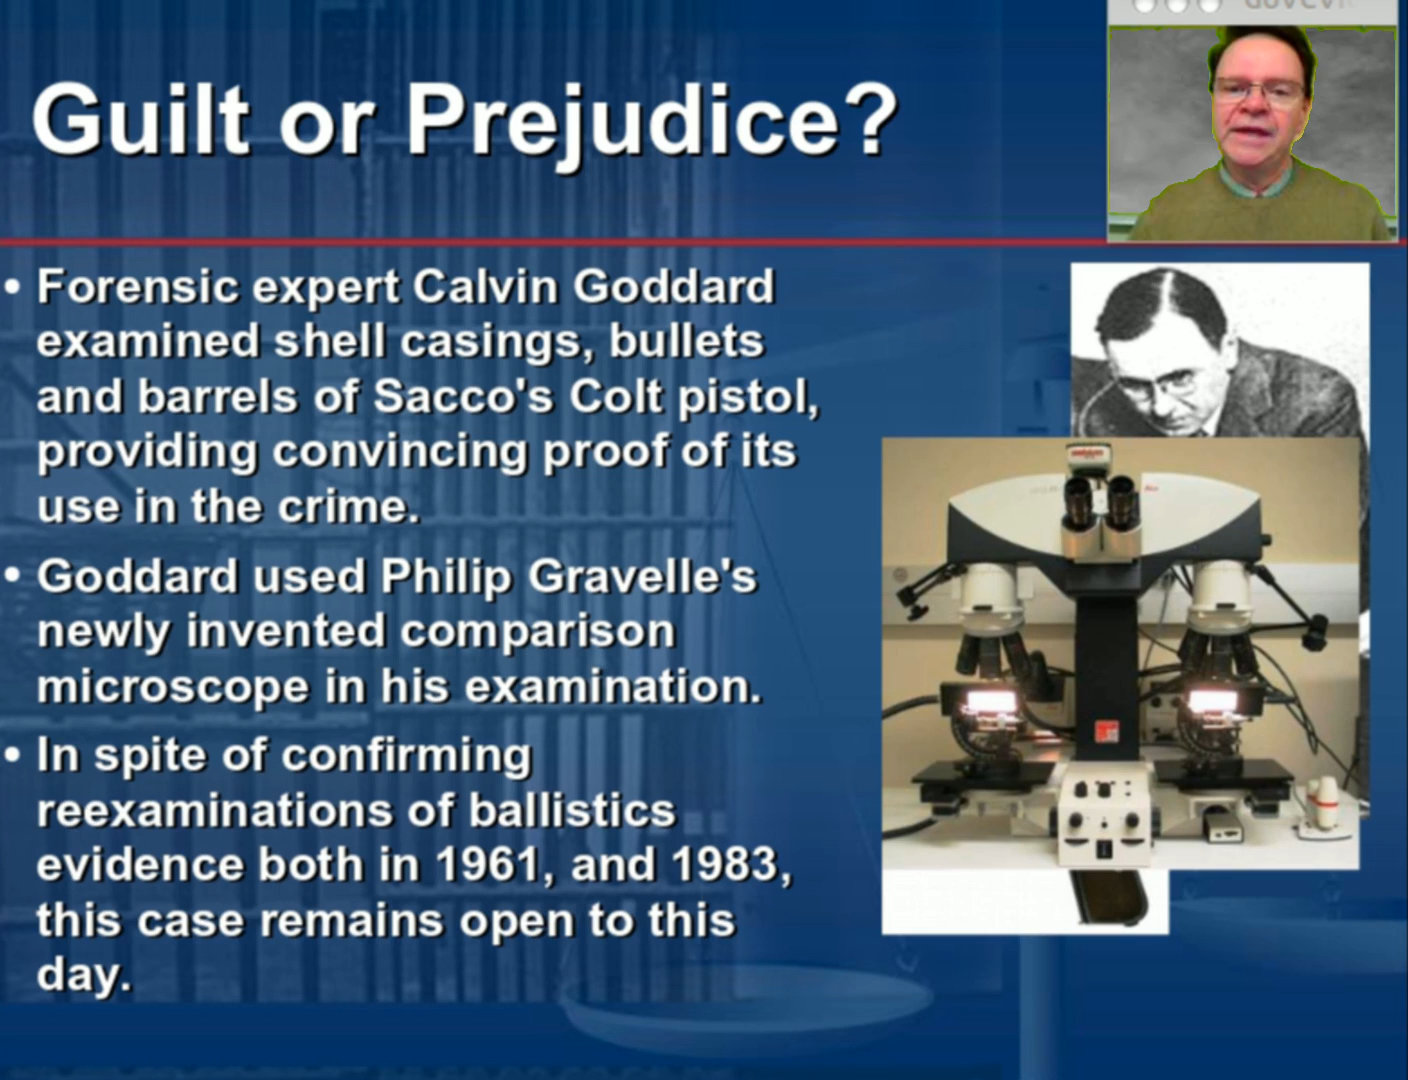 Guilt or Prejudice?
• Forensic expert Calvin Goddard
examined shell casings, bullets
and barrels of Sacco's Colt pistol,
providing convincing proof of its
use in the crime.
• Goddard used Philip Gravelle's
newly invented comparison
microscope in his examination.
• In spite of confirming
reexaminations of ballistics
evidence both in 1961, and 1983,
this case remains open to this
day.